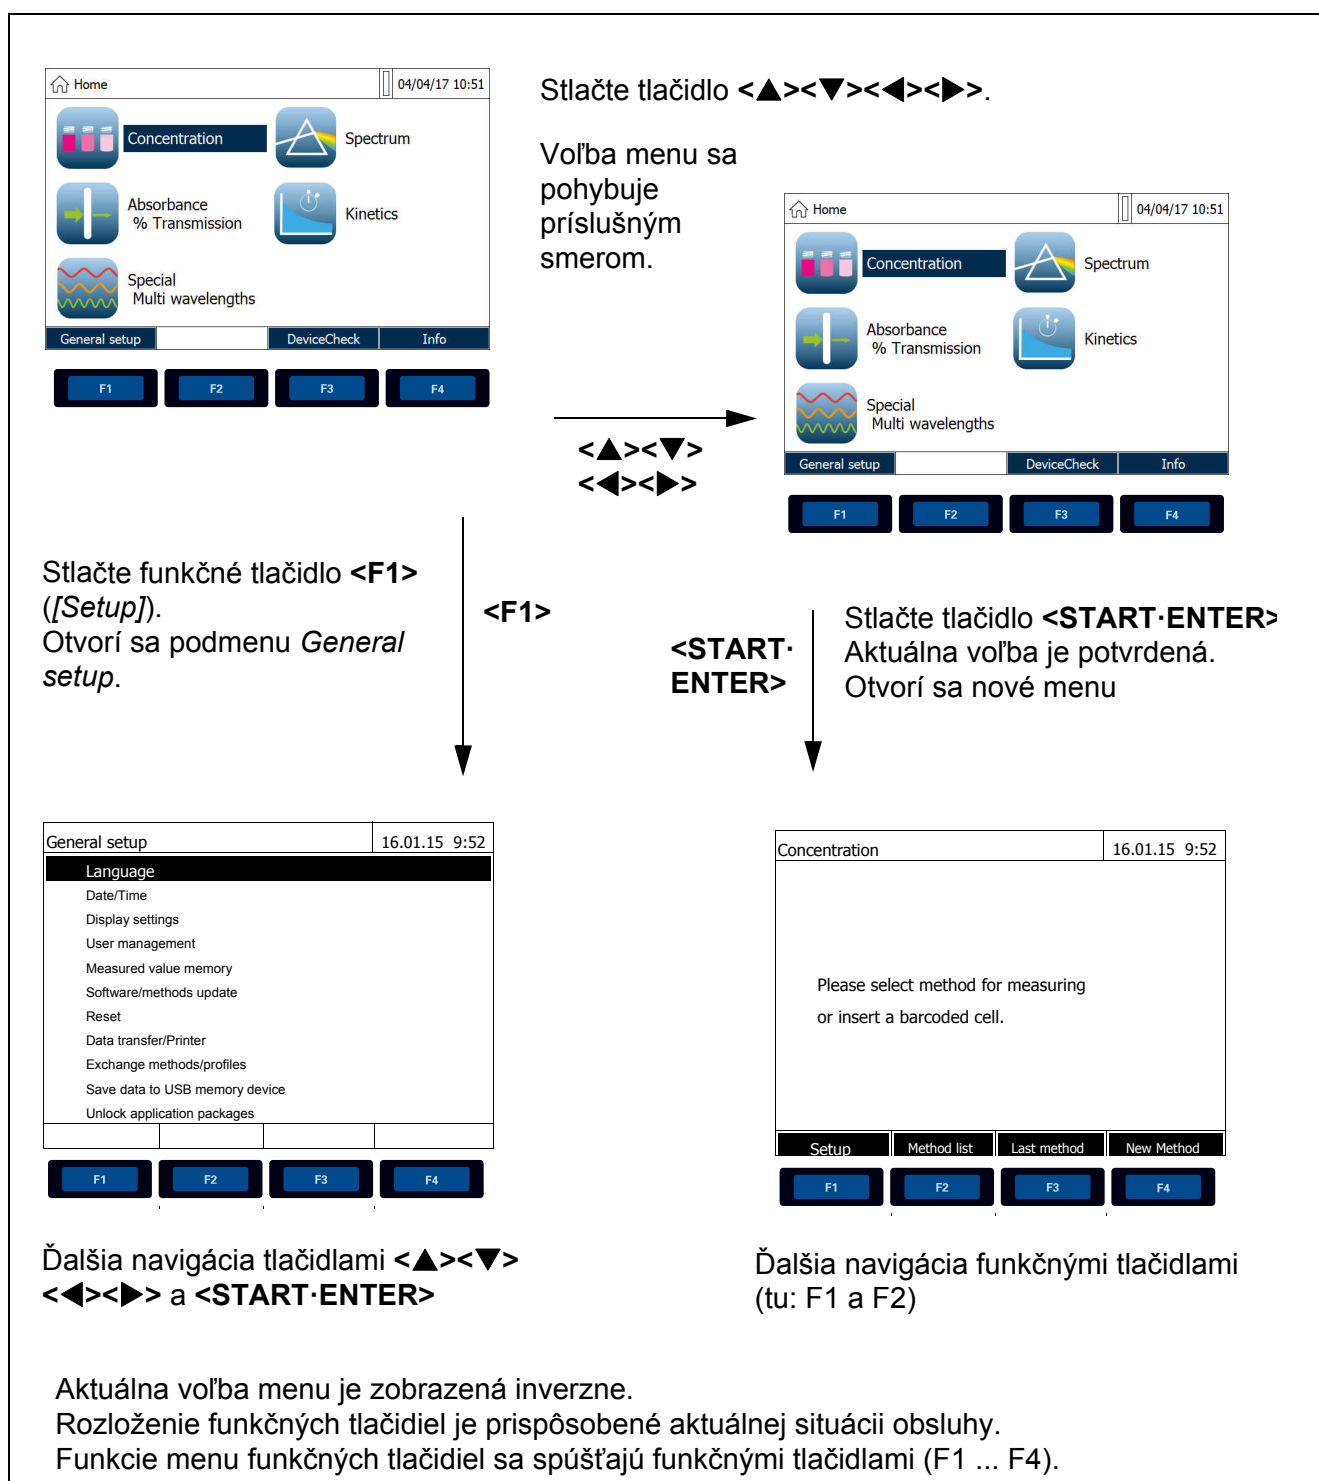 Home 04/04/17 10:51
Concentration Spectrum
Absorbance
% Transmission
Kinetics
Special
Multi wavelengths
General setup DeviceCheck Info
F1 F2 F3 F4
Stlačte tlačidlo <▲><▼><◀><▶>.
Voľba menu sa
pohybuje
príslušným
smerom.
<▲><▼>
<◀><▶>
Home 04/04/17 10:51
Concentration Spectrum
Absorbance
% Transmission
Kinetics
Special
Multi wavelengths
General setup DeviceCheck Info
F1 F2 F3 F4
Stlačte funkčné tlačidlo <F1>
([Setup]).
Otvorí sa podmenu General
setup.
<F1>
<START·
ENTER>
Stlačte tlačidlo <START·ENTER>
Aktuálna voľba je potvrdená.
Otvorí sa nové menu
General setup 16.01.15 9:52
Language
Date/Time
Display settings
User management
Measured value memory
Software/methods update
Reset
Data transfer/Printer
Exchange methods/profiles
Save data to USB memory device
Unlock application packages
F1 F2 F3 F4
Concentration 16.01.15 9:52
Please select method for measuring
or insert a barcoded cell.
Setup Method list Last method New Method
F1 F2 F3 F4
Ďalšia navigácia tlačidlami <▲><▼>
<◀><▶> a <START·ENTER>
Ďalšia navigácia funkčnými tlačidlami
(tu: F1 a F2)
Aktuálna voľba menu je zobrazená inverzne.
Rozloženie funkčných tlačidiel je prispôsobené aktuálnej situácii obsluhy.
Funkcie menu funkčných tlačidiel sa spúšťajú funkčnými tlačidlami (F1 ... F4).